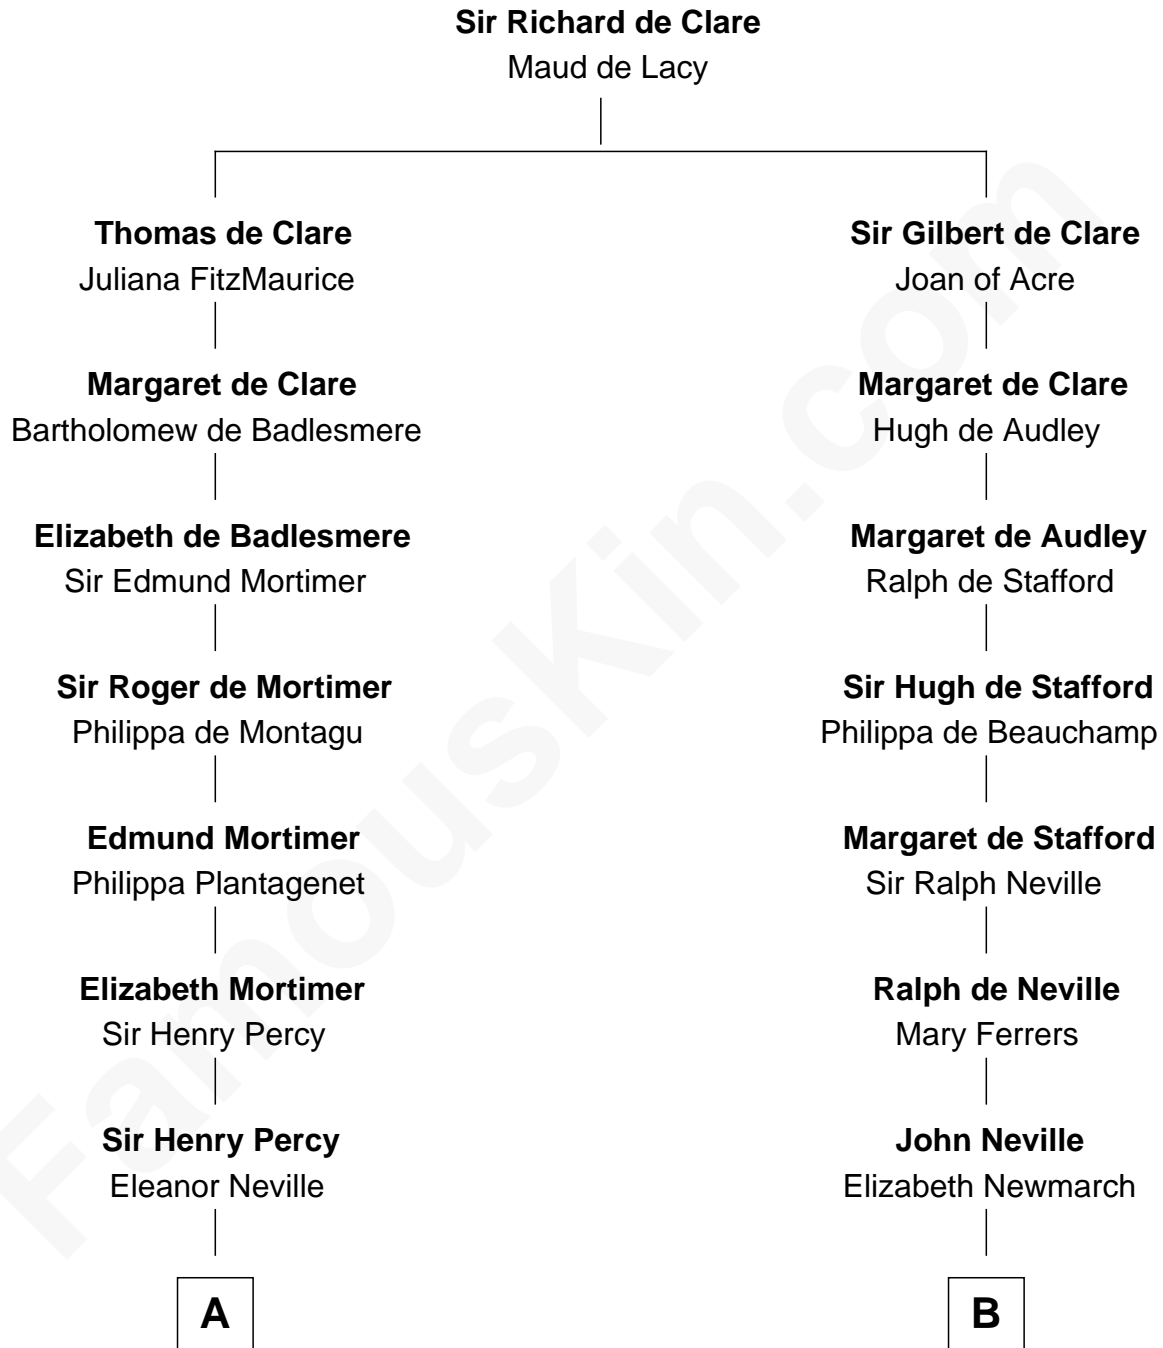 Sir Richard de Clare
Maud de Lacy
Thomas de Clare
Juliana FitzMaurice
Sir Gilbert de Clare
Joan of Acre
Margaret de Clare
Bartholomew de Badlesmere
Margaret de Clare
Hugh de Audley
Elizabeth de Badlesmere
Sir Edmund Mortimer
Margaret de Audley
Ralph de Stafford
Sir Roger de Mortimer
Philippa de Montagu
Sir Hugh de Stafford
Philippa de Beauchamp
Edmund Mortimer
Philippa Plantagenet
Margaret de Stafford
Sir Ralph Neville
Elizabeth Mortimer
Sir Henry Percy
Ralph de Neville
Mary Ferrers
Sir Henry Percy
Eleanor Neville
John Neville
Elizabeth Newmarch
A
B
FamousKin.com